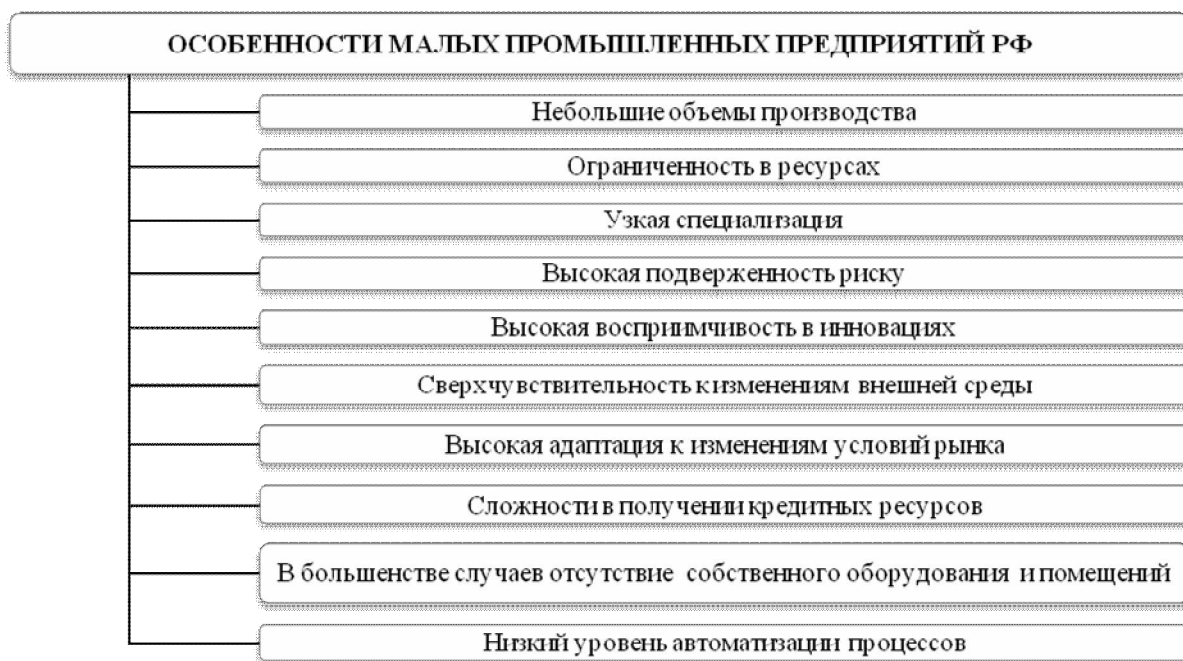 ОСОБЕННОСТИ МАЛЫХ ПРОМЫШЛЕННЫХ ПРЕДПРИЯТИЙ РФ
Небольшие объемы производства
Ограниченность в ресурсах
Узкая специализация
Высокая подверженность риску
Высокая восприимчивость в инновациях
Сверхчувствительность к изменениям внешней среды
Высокая адаптация к изменениям условий рынка
Сложности в получении кредитных ресурсов
В большенстве случаев отсутствие собственного оборудования и помещений
Низкий уровень автоматизации процессов